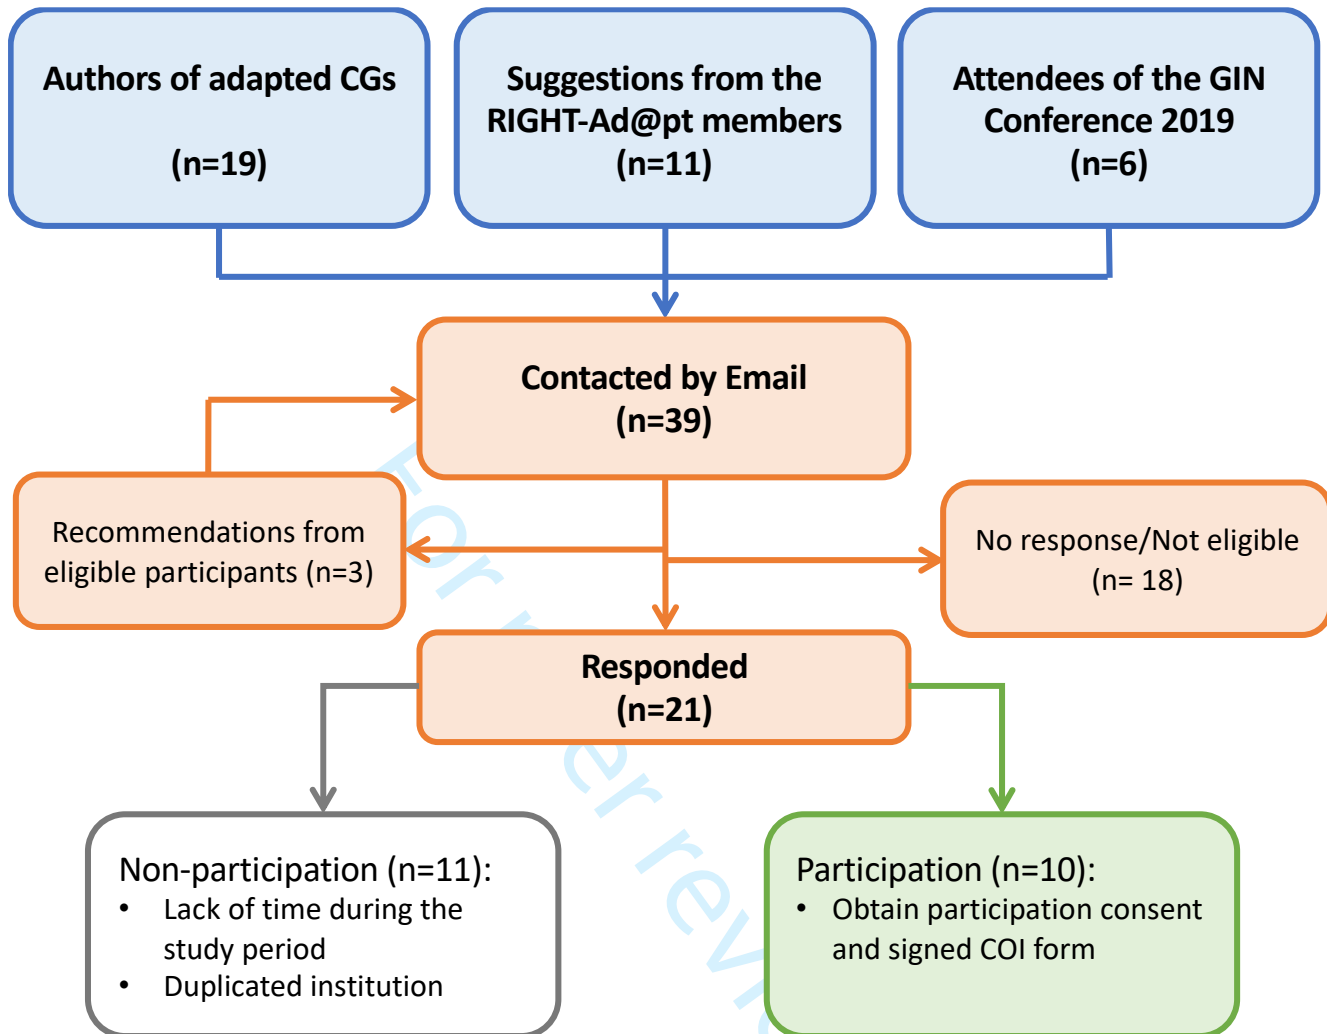 Authors of adapted CGs
(n=19)
Suggestions from the
RIGHT-Ad@pt members
(n=11)
Attendees of the GIN
Conference 2019
(n=6)
Contacted by Email
(n=39)
Recommendations from
eligible participants (n=3)
No response/Not eligible
(n= 18)
Responded
(n=21)
Non-participation (n=11):
• Lack of time during the
study period
• Duplicated institution
Participation (n=10):
• Obtain participation consent
and signed COI form
For